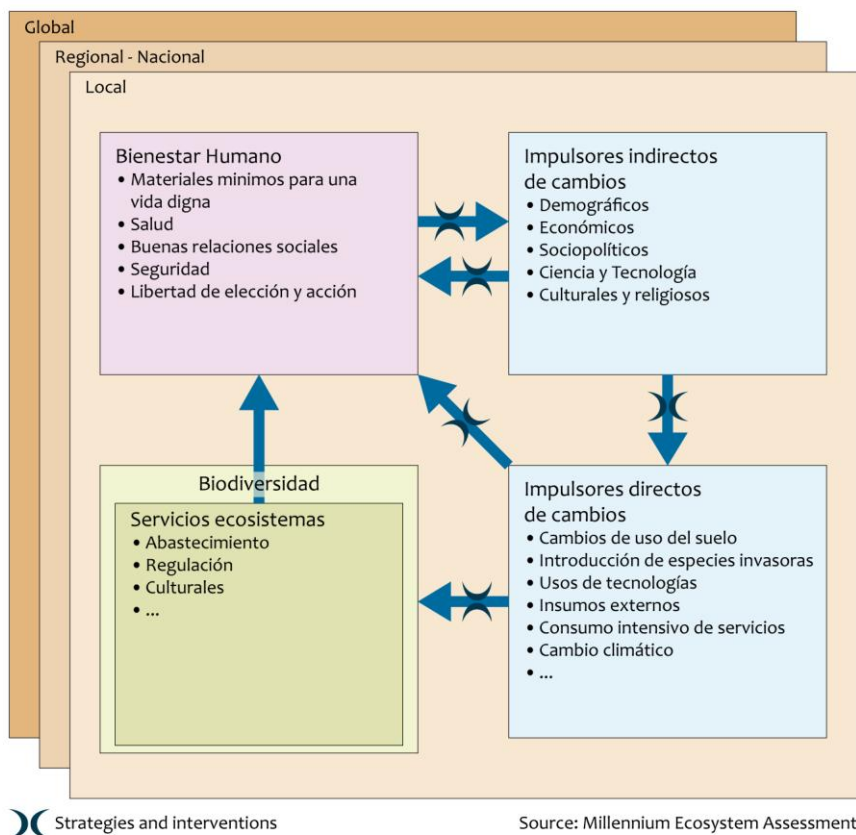 Global
Regional - Nacional
Local
Bienestar Humano
• Materiales minimos para una
vida digna
• Salud
• Buenas relaciones sociales
• Seguridad
• Libertad de elección y acción
Impulsores indirectos
de cambios
• Demográficos
• Económicos
• Sociopolíticos
• Ciencia y Tecnología
• Culturales y religiosos
Biodiversidad
Servicios ecosistemas
• Abastecimiento
• Regulación
• Culturales
• ...
Impulsores directos
de cambios
• Cambios de uso del suelo
• Introducción de especies invasoras
• Usos de tecnologías
• Insumos externos
• Consumo intensivo de servicios
• Cambio climático
• ...
Strategies and interventions
Source: Millennium Ecosystem Assessment